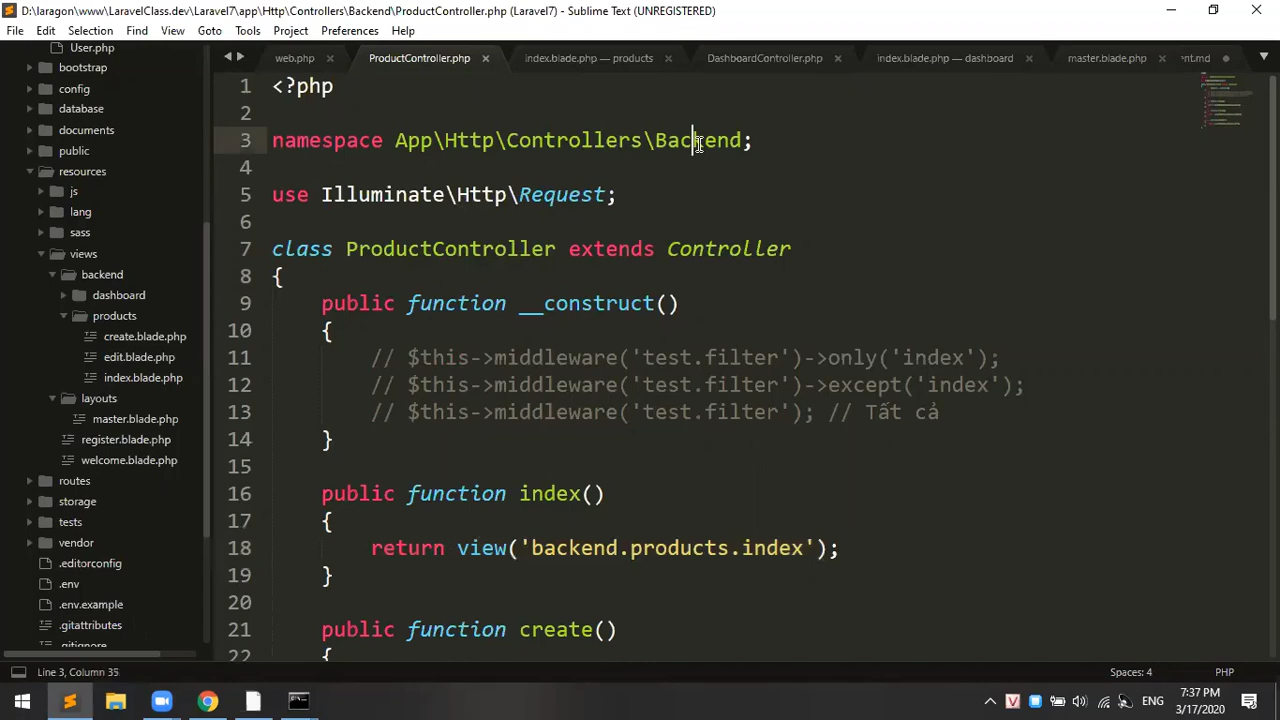 D:\laragon\www\LaravelClass.dev\Laravel7\app\Http\Controllers\Backend\ProductController.php (Laravel7) - Sublime Text (UNREGISTERED)
File Edit Selection Find View Goto Tools Project Preferences Help
User.php
bootstrap
config
database
documents
public
resources
js
lang
sass
views
backend
dashboard
products
create.blade.php
edit.blade.php
index.blade.php
layouts
master.blade.php
register.blade.php
welcome.blade.php
routes
storage
tests
vendor
.editorconfig
.env
.env.example
.gitattributes
.gitignore
web.php ProductController.php index.blade.php — products DashboardController.php index.blade.php — dashboard master.blade.php nt.md
1 <?php
2
3 namespace App\Http\Controllers\Backend;
4
5 use Illuminate\Http\Request;
6
7 class ProductController extends Controller
8 {
9     public function __construct()
10     {
11         // $this->middleware('test.filter')->only('index');
12         // $this->middleware('test.filter')->except('index');
13         // $this->middleware('test.filter'); // Tất cả
14     }
15
16     public function index()
17     {
18         return view('backend.products.index');
19     }
20
21     public function create()
22     {
Line 3, Column 35 Spaces: 4 PHP
V ENG 7:37 PM
3/17/2020